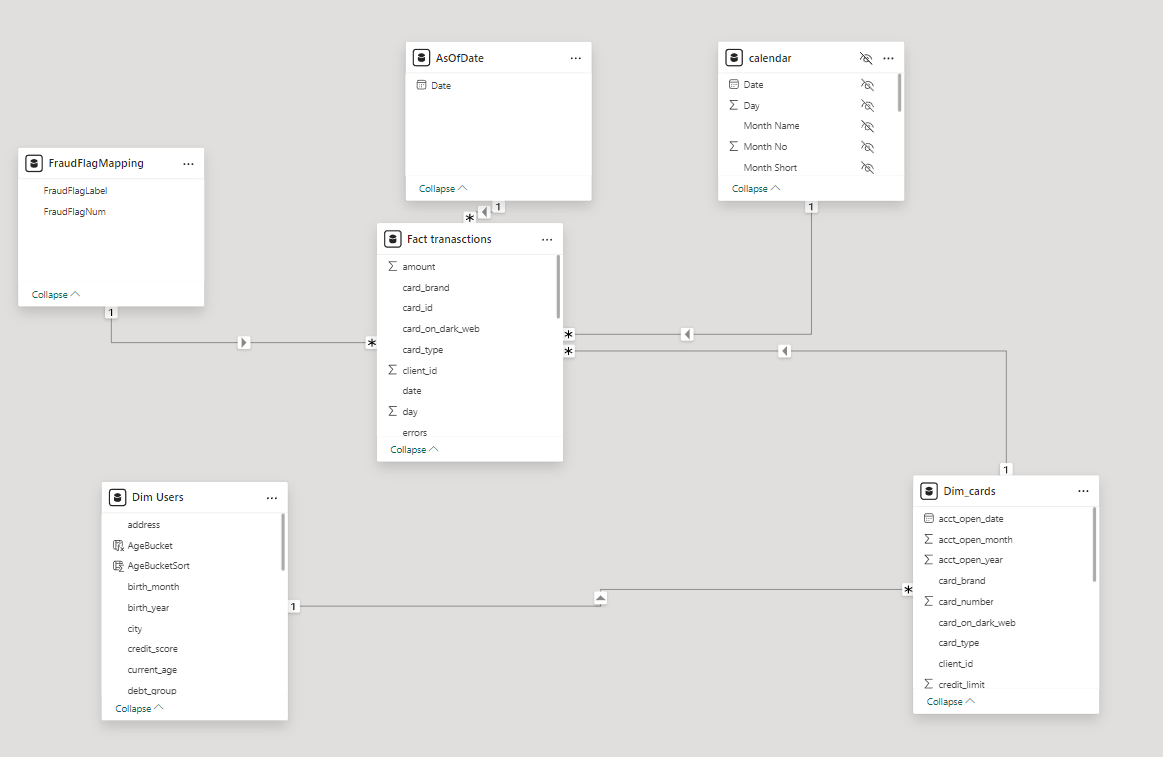 AsOfDate
Date
Collapse
1
*
calendar
Date
Day
Month Name
Month No
Month Short
Collapse
1
FraudFlagMapping
FraudFlagLabel
FraudFlagNum
Collapse
1
*
Fact tranasctions
amount
card_brand
card_id
card_on_dark_web
card_type
client_id
date
day
errors
Collapse
*
*
Dim Users
address
AgeBucket
AgeBucketSort
birth_month
birth_year
city
credit_score
current_age
debt_group
Collapse
1
*
1
Dim_cards
acct_open_date
acct_open_month
acct_open_year
card_brand
card_number
card_on_dark_web
card_type
client_id
credit_limit
Collapse